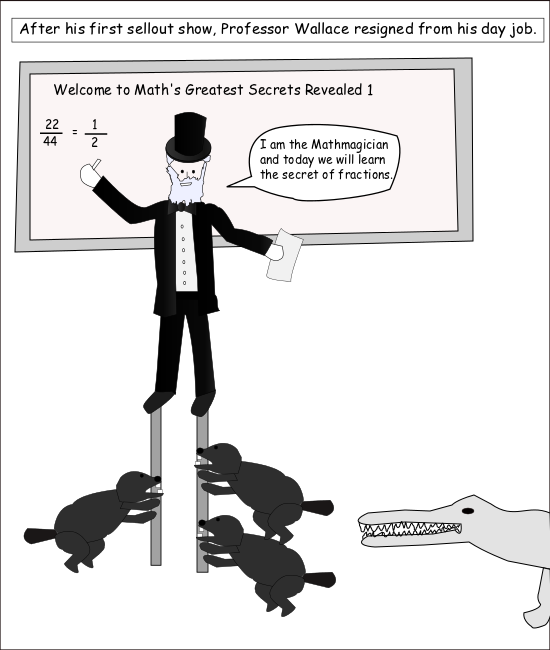 After his first sellout show, Professor Wallace resigned from his day job.
Welcome to Math's Greatest Secrets Revealed 1
22/44 = 1/2
I am the Mathmagician
and today we will learn
the secret of fractions.